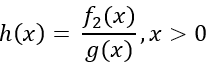 h(x) = f₂(x)/g(x), x > 0